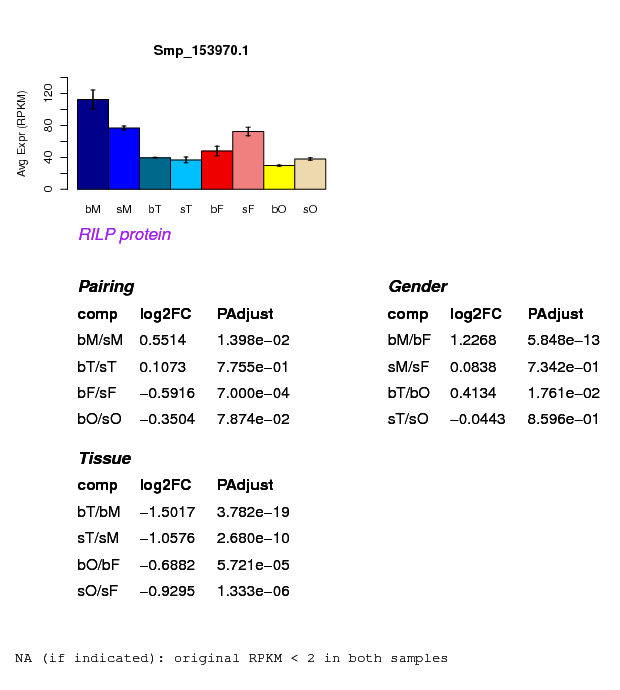 Smp_153970.1
Avg Expr (RPKM)
0 40 80 120
bM sM bT sT bF sF bO sO
RILP protein
Pairing
comp log2FC PAdjust
bM/sM 0.5514 1.398e−02
bT/sT 0.1073 7.755e−01
bF/sF −0.5916 7.000e−04
bO/sO −0.3504 7.874e−02
Gender
comp log2FC PAdjust
bM/bF 1.2268 5.848e−13
sM/sF 0.0838 7.342e−01
bT/bO 0.4134 1.761e−02
sT/sO −0.0443 8.596e−01
Tissue
comp log2FC PAdjust
bT/bM −1.5017 3.782e−19
sT/sM −1.0576 2.680e−10
bO/bF −0.6882 5.721e−05
sO/sF −0.9295 1.333e−06
NA (if indicated): original RPKM < 2 in both samples